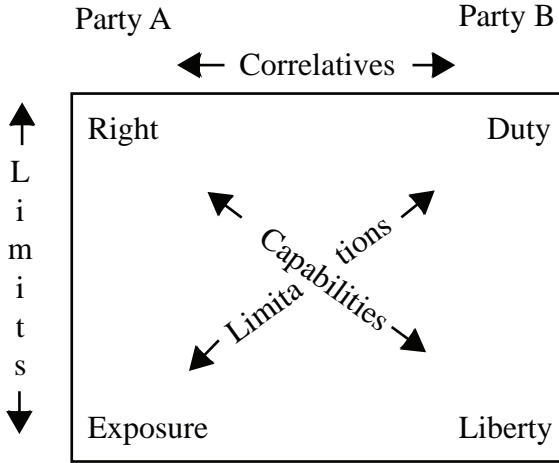 Party A Party B
Correlatives
Right Duty
Limits
Capabilities
Limitations
Exposure Liberty